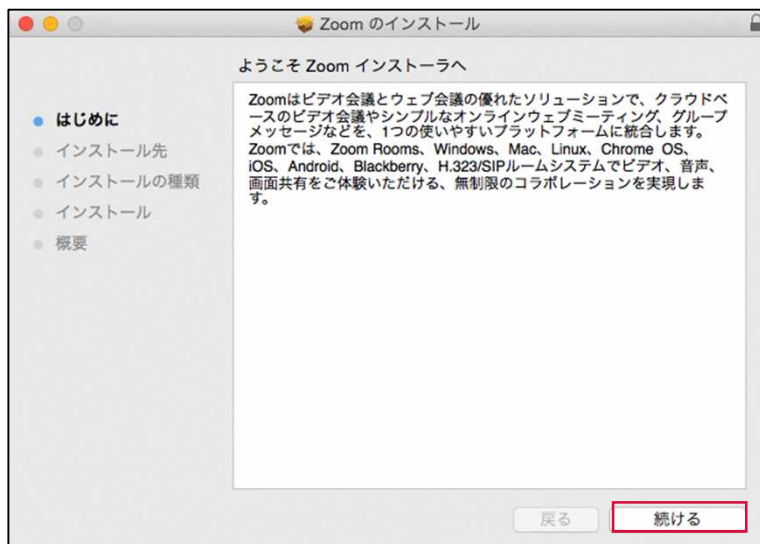 Zoom のインストール
ようこそ Zoom インストーラへ
はじめに
インストール先
インストールの種類
インストール
概要
Zoomはビデオ会議とウェブ会議の優れたソリューションで、クラウドベ
ースのビデオ会議やシンプルなオンラインウェブミーティング、グループ
メッセージなどを、1つの使いやすいプラットフォームに統合します。
Zoomでは、Zoom Rooms、Windows、Mac、Linux、Chrome OS、
iOS、Android、Blackberry、H.323/SIPルームシステムでビデオ、音声、
画面共有をご体験いただける、無制限のコラボレーションを実現しま
す。
戻る
続ける